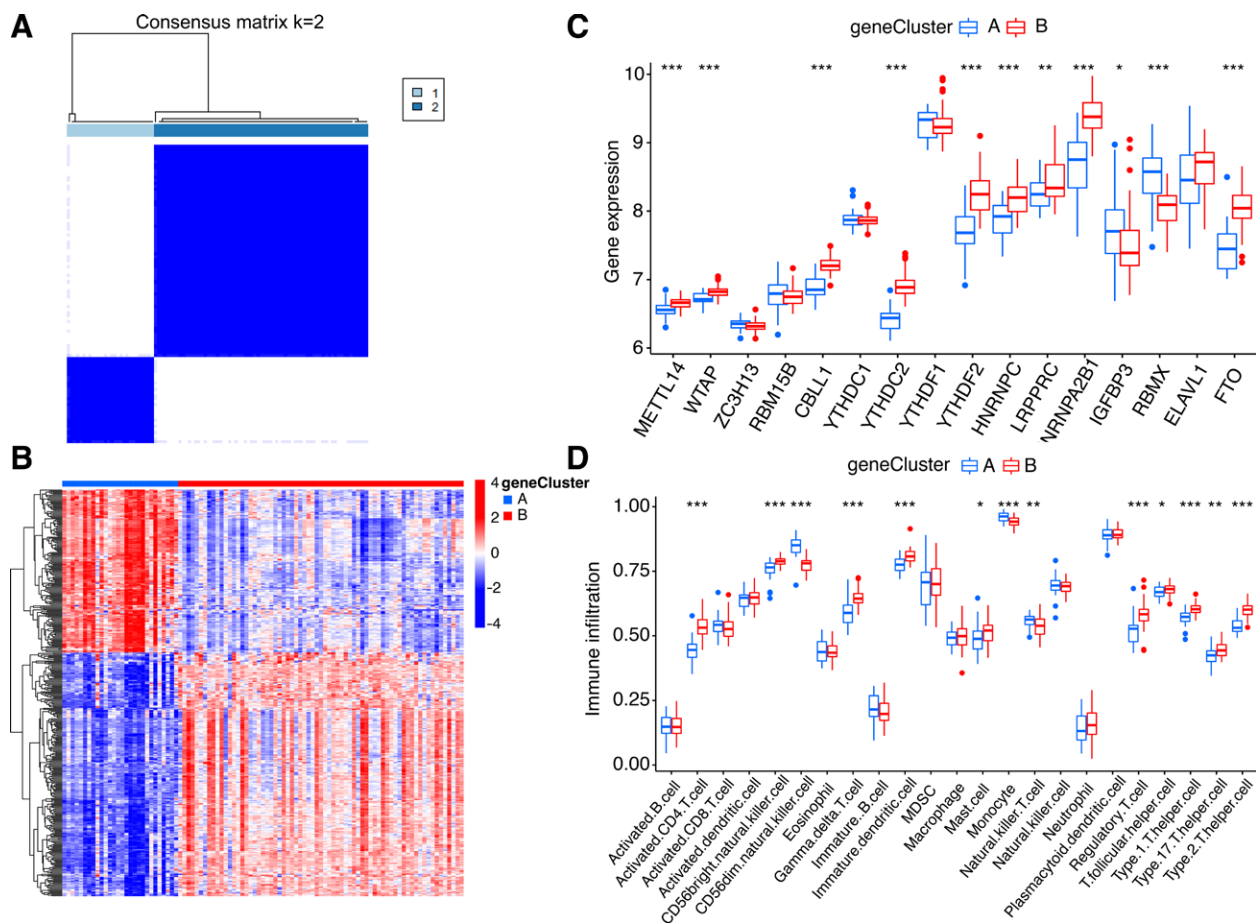 A
Consensus matrix k=2
1
2
B
4
2
0
−2
−4
geneCluster
A
B
C
geneCluster A B
*** *** *** *** *** *** ** *** * *** ***
Gene expression
10
9
8
7
6
METTL14
WTAP
ZC3H13
RBM15B
CBLL1
YTHDC1
YTHDC2
YTHDF1
YTHDF2
HNRNPC
LRPPRC
NRNPA2B1
IGFBP3
RBMX
ELAVL1
FTO
D
geneCluster A B
*** *** *** *** *** * *** ** *** * *** ** ***
Immune infiltration
1.00
0.75
0.50
0.25
0.00
Activated.B.cell
Activated.CD4.T.cell
Activated.CD8.T.cell
Activated.dendritic.cell
CD56bright.natural.killer.cell
CD56dim.natural.killer.cell
Eosinophil
Gamma.delta.T.cell
Immature.B.cell
Immature.dendritic.cell
MDSC
Macrophage
Mast.cell
Monocyte
Natural.killer.T.cell
Natural.killer.cell
Neutrophil
Plasmacytoid.dendritic.cell
Regulatory.T.cell
T.follicular.helper.cell
Type.1.T.helper.cell
Type.17.T.helper.cell
Type.2.T.helper.cell